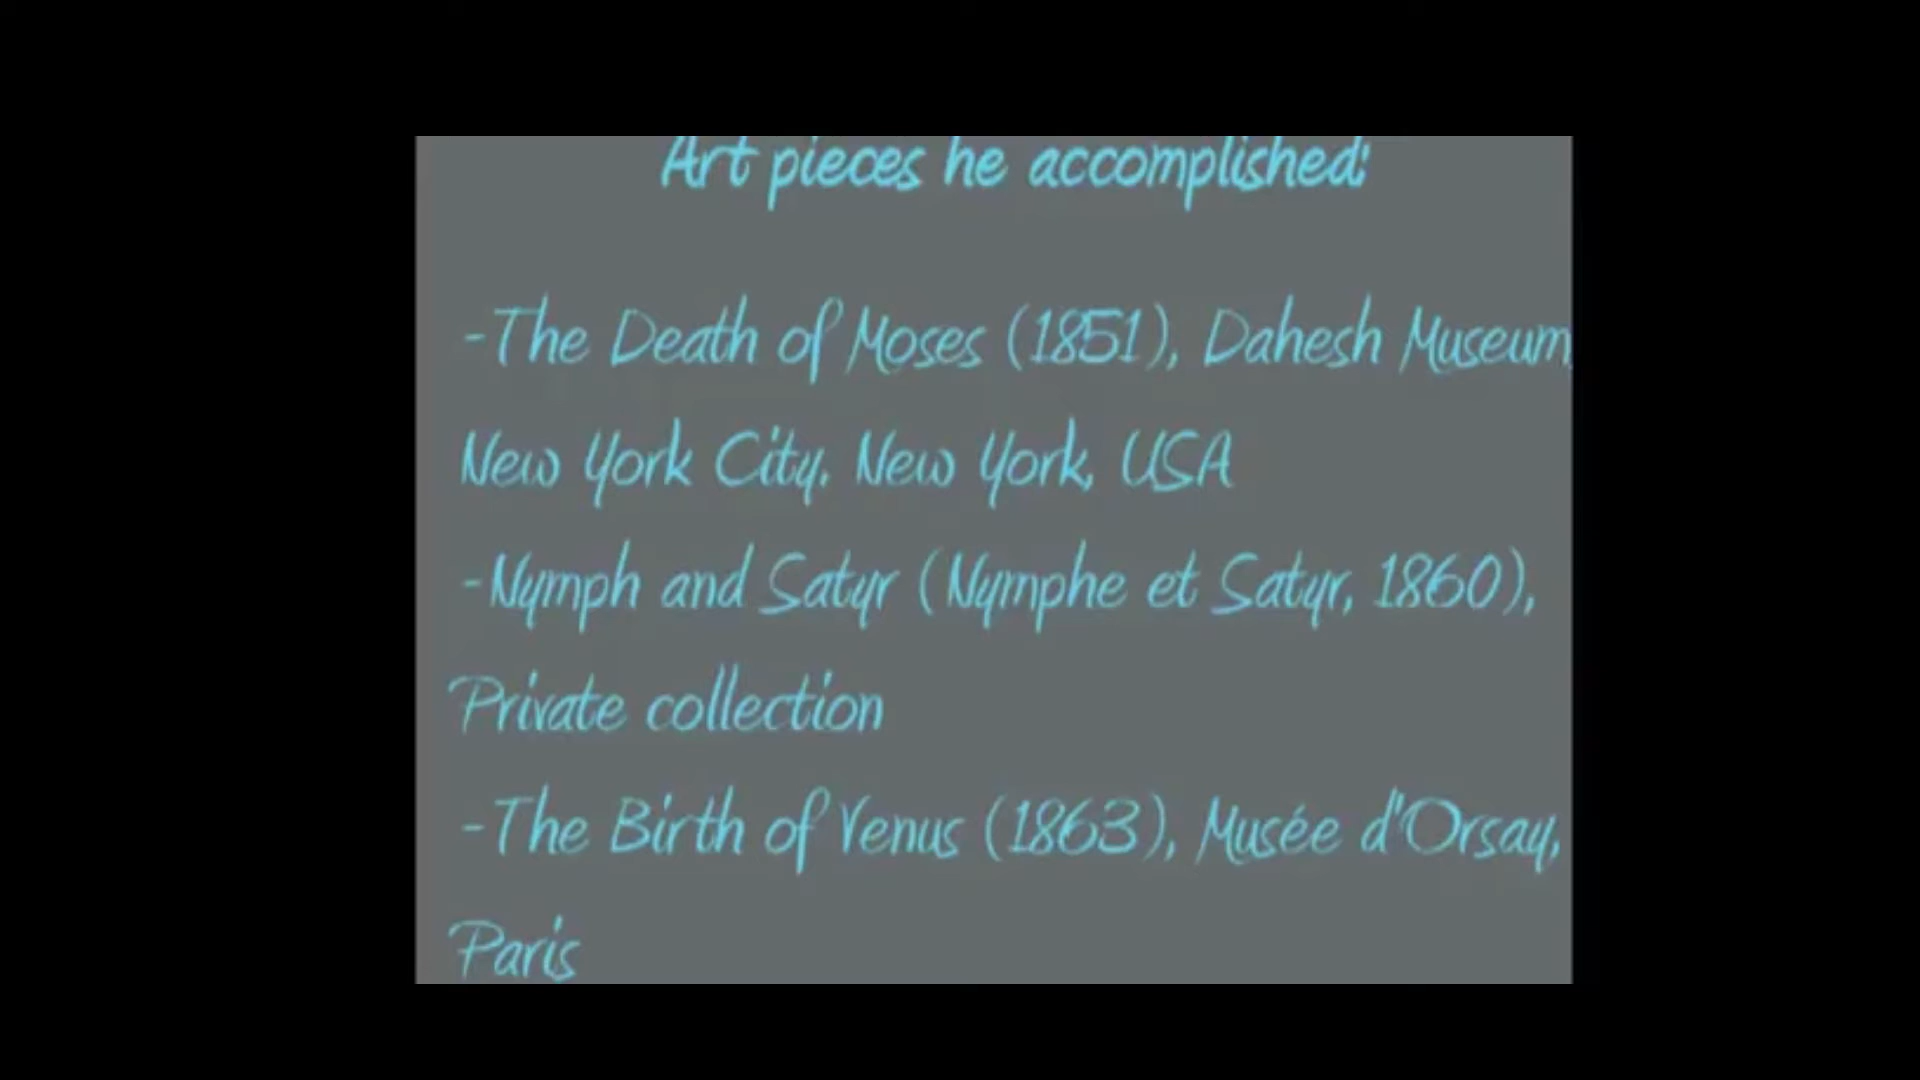 Art pieces he accomplished:
-The Death of Moses (1851), Dahesh Museum,
New York City, New York, USA
-Nymph and Satyr (Nymphe et Satyr, 1860),
Private collection
-The Birth of Venus (1863), Musée d'Orsay,
Paris